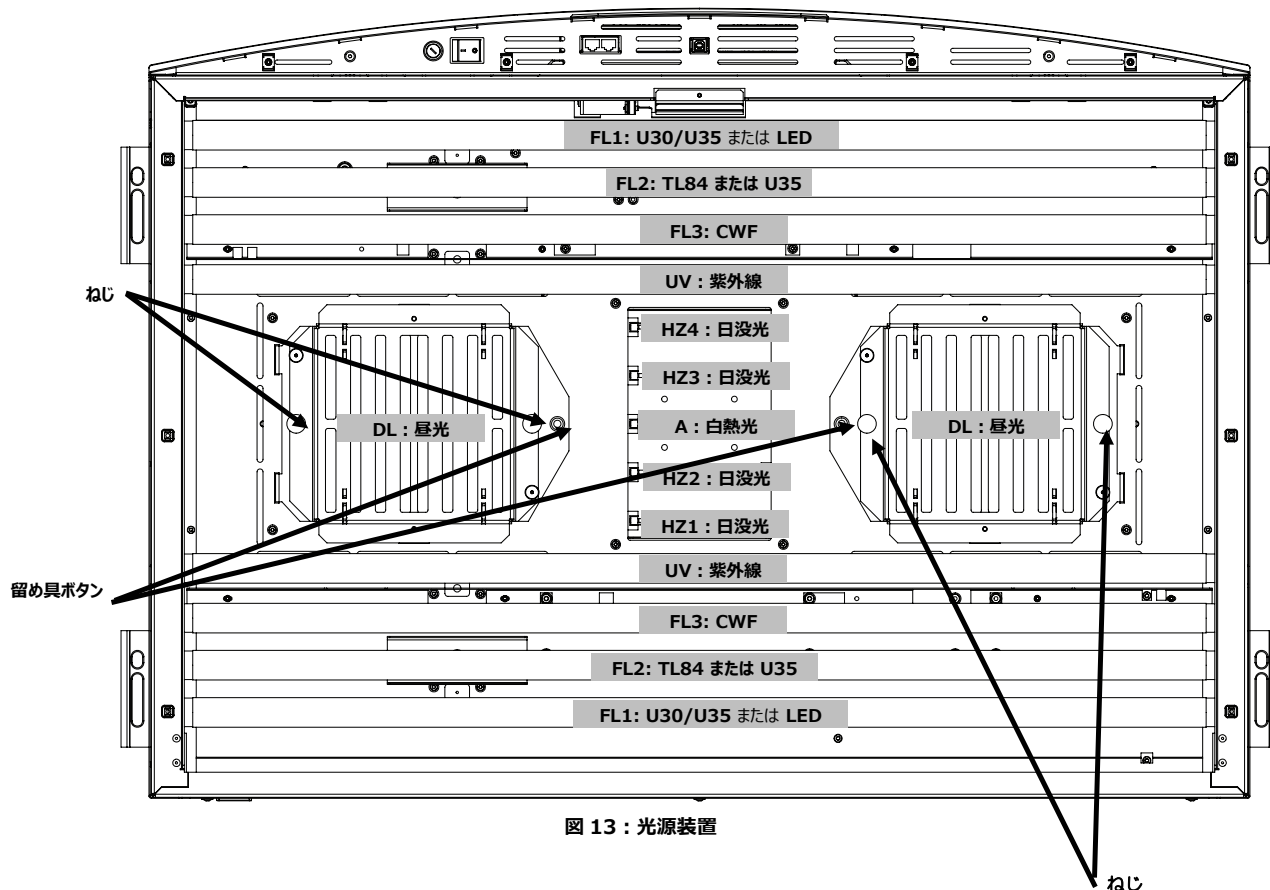 FL1: U30/U35 または LED
FL2: TL84 または U35
FL3: CWF
UV：紫外線
ねじ
HZ4：日没光
HZ3：日没光
DL：昼光
A：白熱光
DL：昼光
HZ2：日没光
HZ1：日没光
UV：紫外線
留め具ボタン
FL3: CWF
FL2: TL84 または U35
FL1: U30/U35 または LED
図 13：光源装置
ねじ